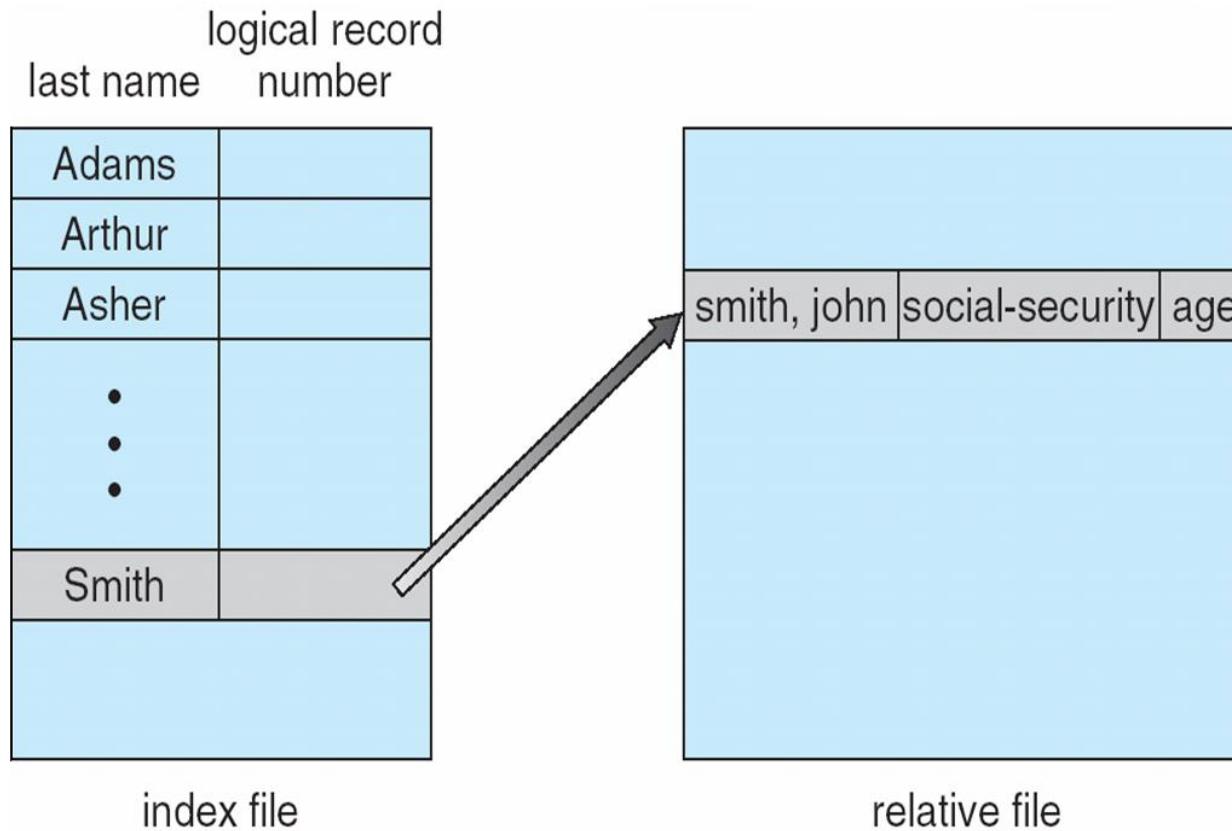 logical record
last name number
Adams
Arthur
Asher
smith, john social-security age
Smith
index file relative file